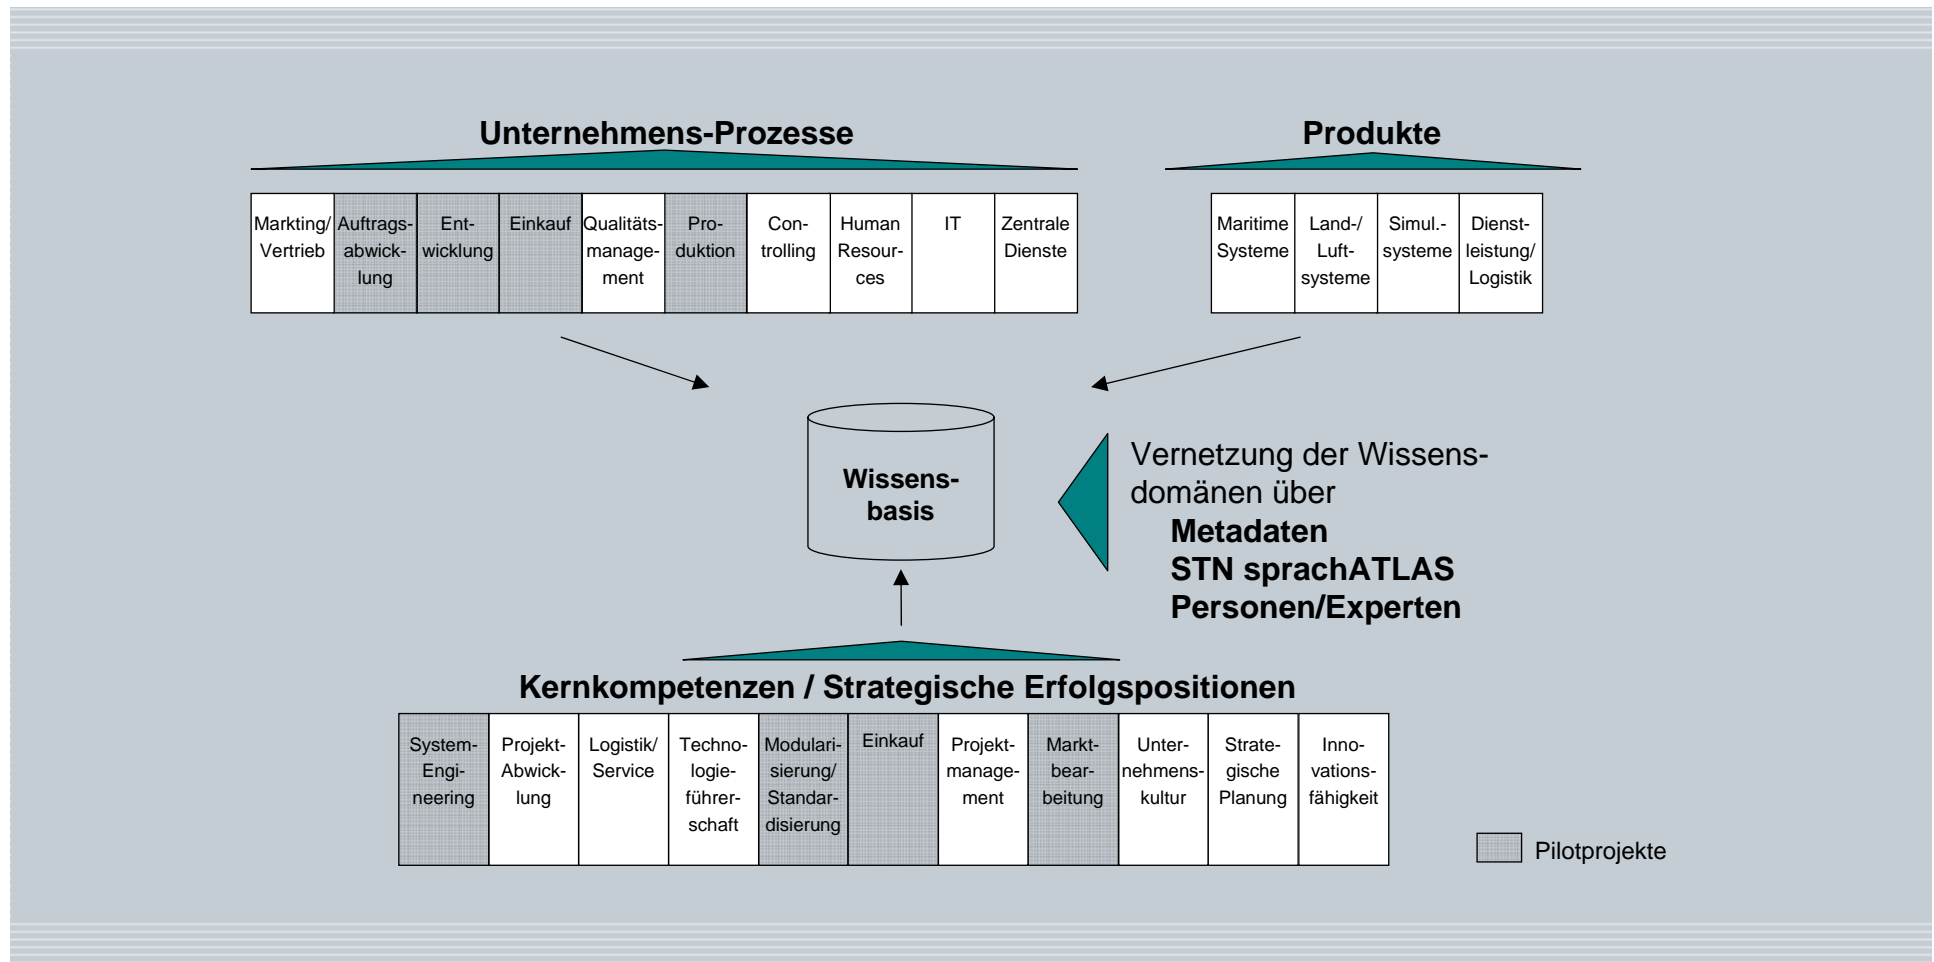 Unternehmens-Prozesse
Markting/
Vertrieb
Auftrags-
abwick-
lung
Ent-
wicklung
Einkauf
Qualitäts-
manage-
ment
Pro-
duktion
Con-
trolling
Human
Resour-
ces
IT
Zentrale
Dienste
Produkte
Maritime
Systeme
Land-/
Luft-
systeme
Simul.-
systeme
Dienst-
leistung/
Logistik
Wissens-
basis
Vernetzung der Wissens-
domänen über
Metadaten
STN sprachATLAS
Personen/Experten
Kernkompetenzen / Strategische Erfolgspositionen
System-
Engi-
neering
Projekt-
Abwick-
lung
Logistik/
Service
Techno-
logie-
führer-
schaft
Modulari-
sierung/
Standar-
disierung
Einkauf
Projekt-
manage-
ment
Markt-
bear-
beitung
Unter-
nehmens-
kultur
Strate-
gische
Planung
Inno-
vations-
fähigkeit
Pilotprojekte